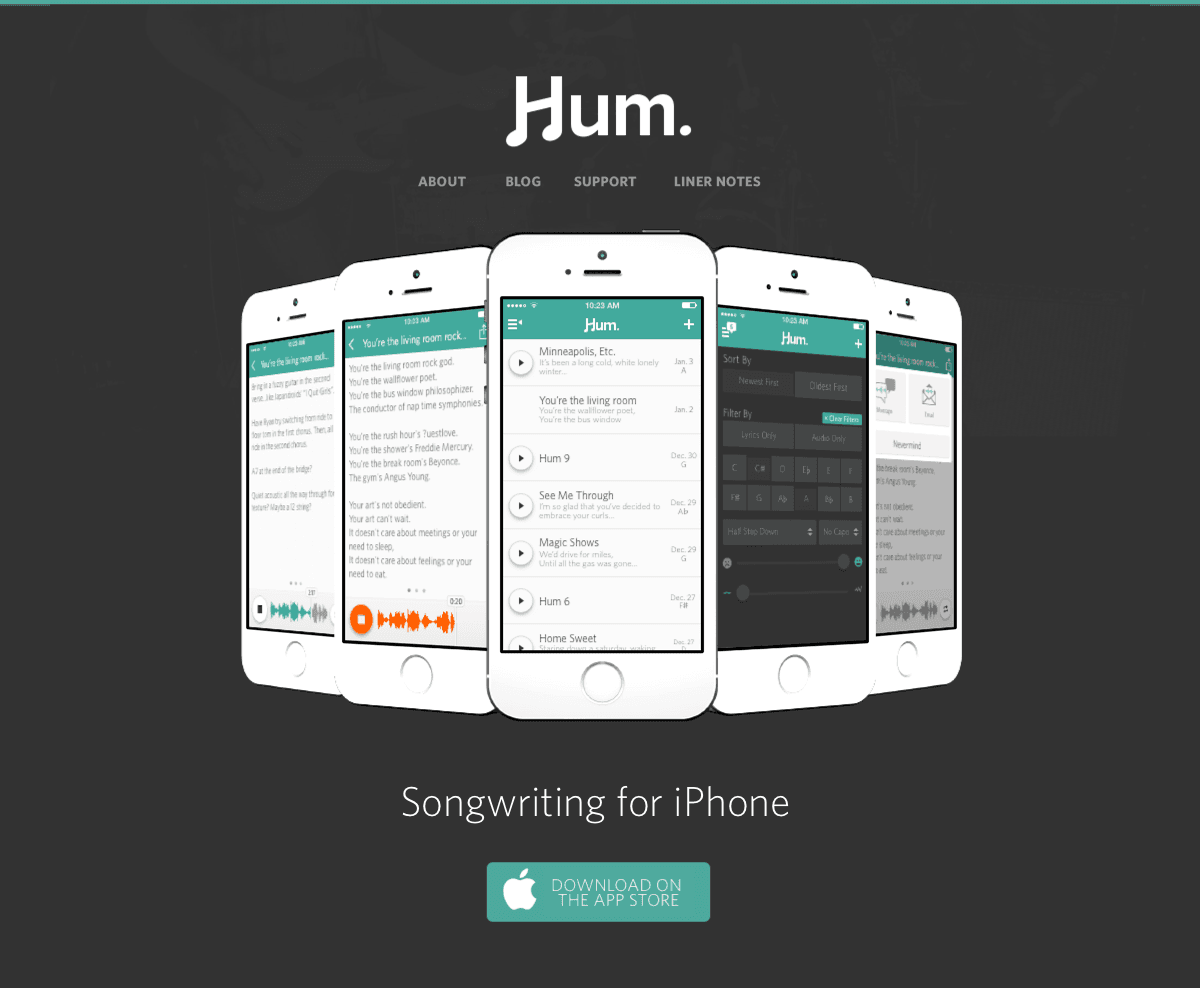 Hum.
ABOUT BLOG SUPPORT LINER NOTES
10:23 AM
You're the living room rock...
Bring in a fuzzy guitar in the second
Have Ryan by switching from ride to
floor tom in the first chorus. Then, all
ride in the second chorus.
A7 at the end of the bridge?
Quiet acoustic all the way through for
texture? Maybe a 12 string?
10:23 AM
You're the living room rock...
You're the living room rock god.
You're the wallflower poet.
You're the bus window philosophizer.
The conductor of nap time symphonies.
You're the rush hour's ?uestlove.
You're the shower's Freddie Mercury.
You're the break room's Beyonce.
The gym's Angus Young.
Your art's not obedient.
Your art can't wait.
It doesn't care about meetings or your
need to sleep,
It doesn't care about feelings or your
need to eat.
0:20
10:23 AM
Hum.
Minneapolis, Etc.
It's been a long cold, white lonely
winter...
Jan. 3
A
You're the living room
You're the wallflower poet,
You're the bus window
Jan. 2
Hum 9
Dec. 30
G
See Me Through
I'm so glad that you've decided to
embrace your curls...
Dec. 29
Ab
Magic Shows
We'd drive for miles,
Until all the gas was gone...
Dec. 29
G
Hum 6
Dec. 27
F#
Home Sweet
Staring down a saturday, waking
Dec. 27
10:23 AM
Hum.
Sort By
Newest First Oldest First
Filter By
× Clear Filters
Lyrics Only Audio Only
C C# D Eb E F
F# G Ab A Bb B
Half Step Down No Capo
10:23 AM
You're the living room rock...
Message Email
Nevermind
the break room's Beyonce.
m's Angus Young.
t's not obedient.
t can't wait.
n't care about meetings or your
o sleep,
n't care about feelings or your
o eat.
Songwriting for iPhone
DOWNLOAD ON
THE APP STORE